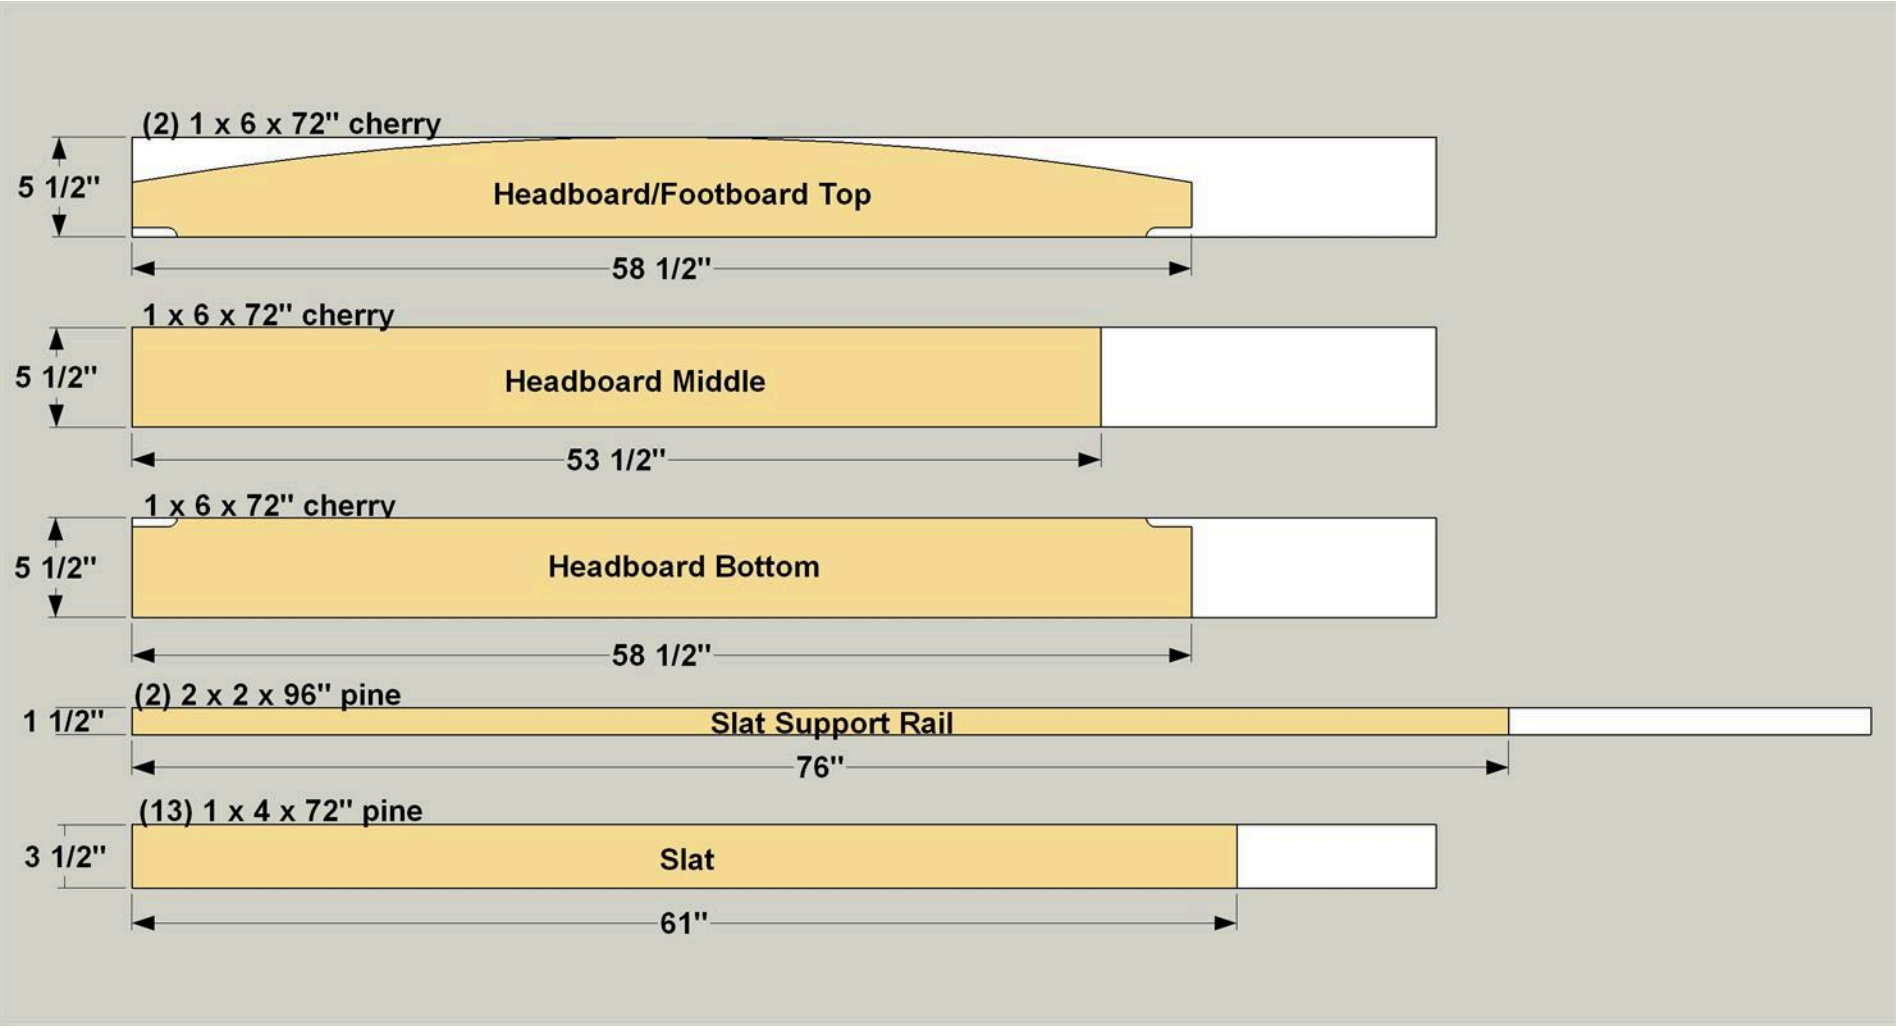 (2) 1 x 6 x 72" cherry
5 1/2"
Headboard/Footboard Top
58 1/2"
1 x 6 x 72" cherry
5 1/2"
Headboard Middle
53 1/2"
1 x 6 x 72" cherry
5 1/2"
Headboard Bottom
58 1/2"
(2) 2 x 2 x 96" pine
1 1/2"
Slat Support Rail
76"
(13) 1 x 4 x 72" pine
3 1/2"
Slat
61"